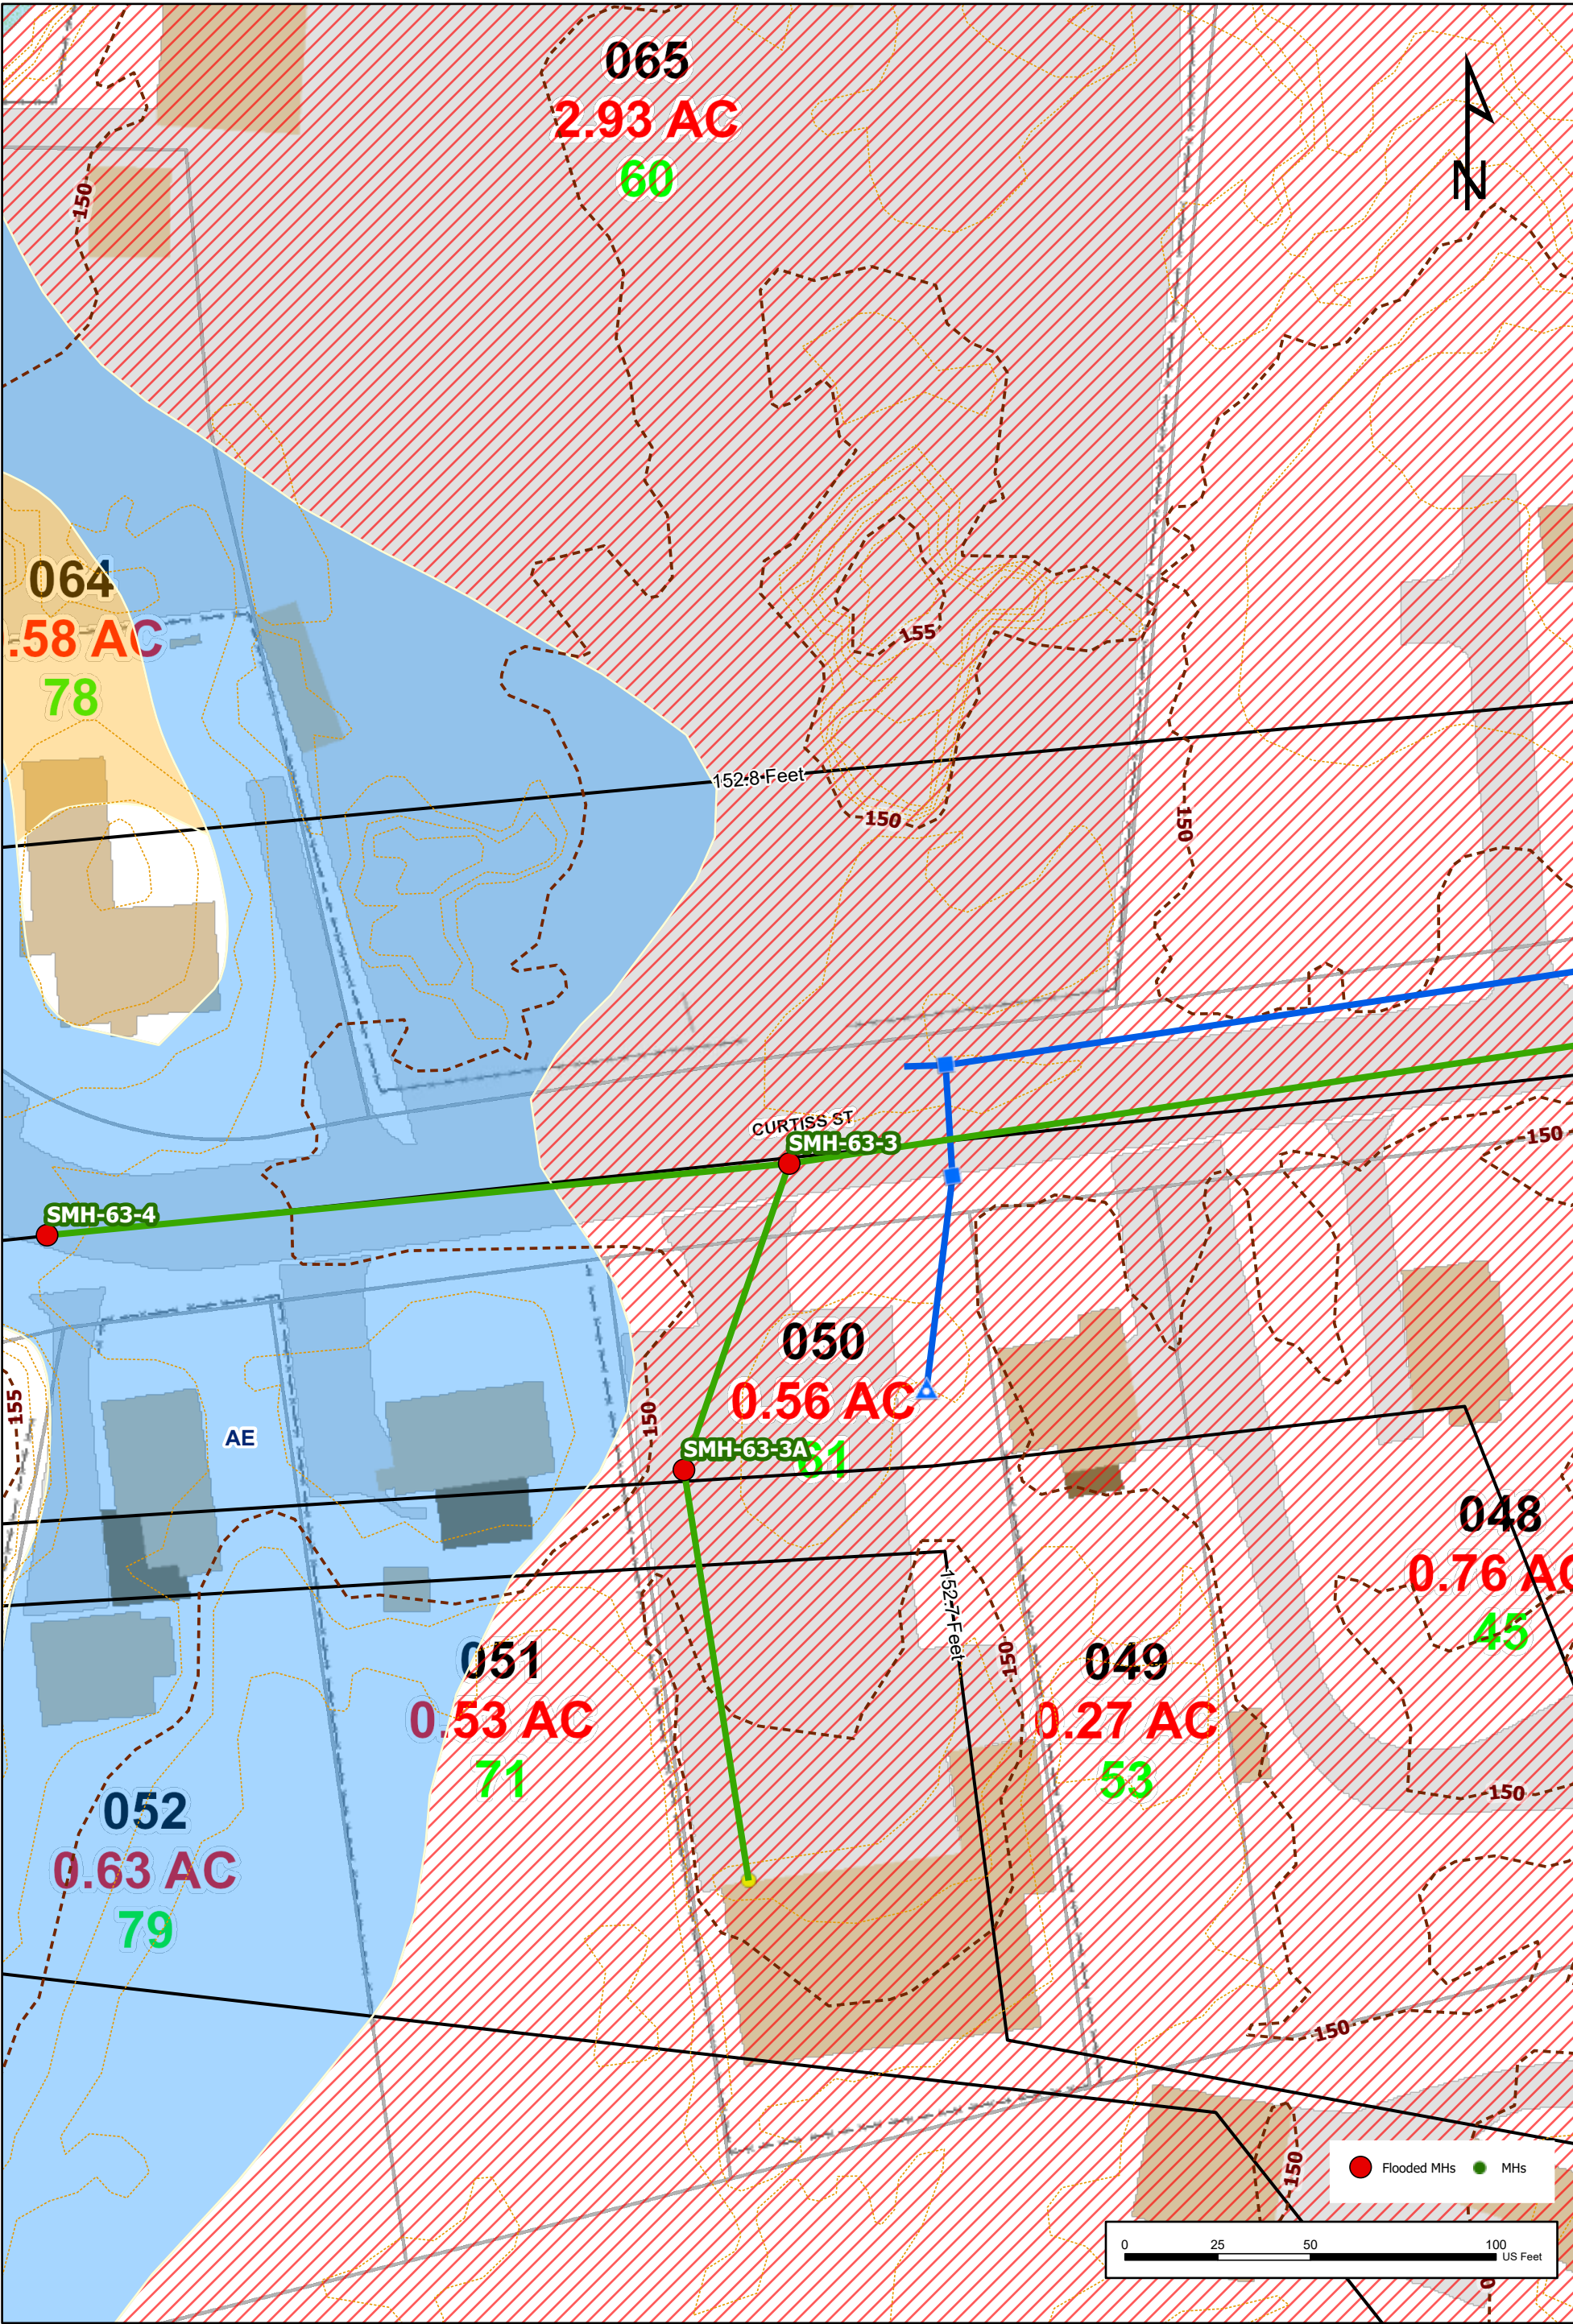 065
2.93 AC
60
N
150
064
.58 AC
78
155
152.8 Feet
150
150
CURTISS ST
SMH-63-3
150
SMH-63-4
050
0.56 AC
61
155
AE
150
SMH-63-3A
048
0.76 AC
45
152.7 Feet
051
0.53 AC
71
150
049
0.27 AC
53
150
052
0.63 AC
79
150
150
Flooded MHs
MHs
0 25 50 100
US Feet